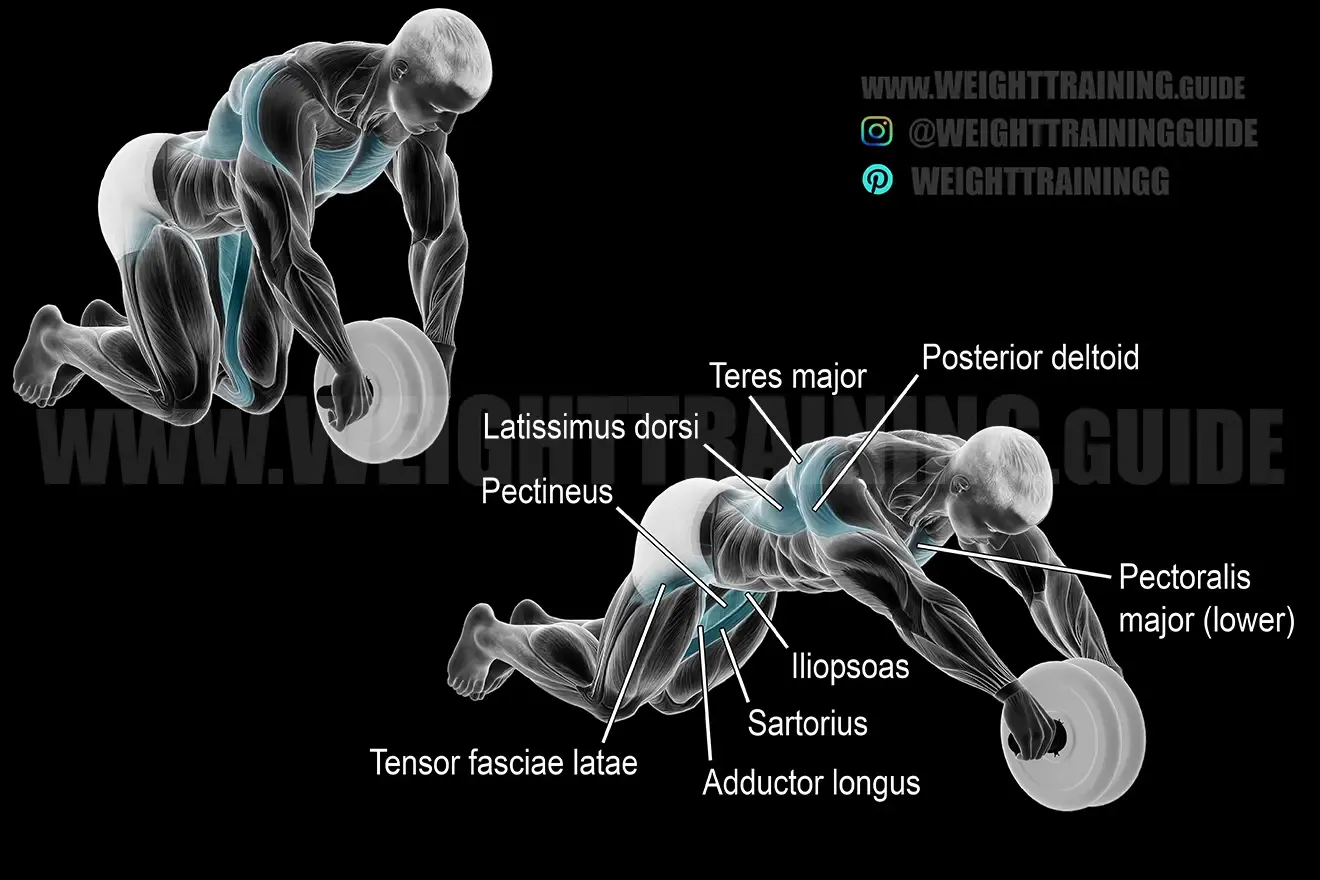 WWW.WEIGHTTRAINING.GUIDE
@WEIGHTTRAININGGUIDE
WEIGHTTRAININGG
Posterior deltoid
Teres major
WWW.WEIGHTTRAINING.GUIDE
Latissimus dorsi
Pectineus
Pectoralis
major (lower)
Iliopsoas
Sartorius
Tensor fasciae latae
Adductor longus